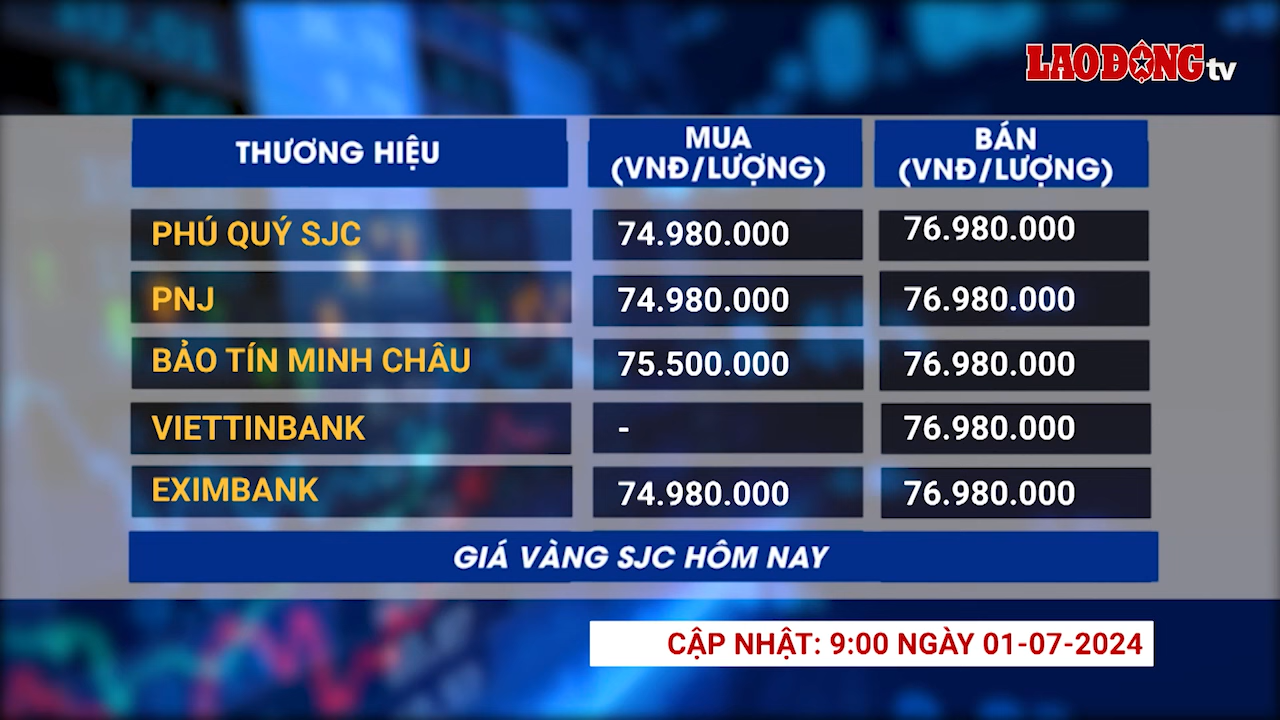 LAO ĐỘNG tv
THƯƠNG HIỆU
MUA
(VNĐ/LƯỢNG)
BÁN
(VNĐ/LƯỢNG)
PHÚ QUÝ SJC 74.980.000 76.980.000
PNJ 74.980.000 76.980.000
BẢO TÍN MINH CHÂU 75.500.000 76.980.000
VIETTINBANK - 76.980.000
EXIMBANK 74.980.000 76.980.000
GIÁ VÀNG SJC HÔM NAY
CẬP NHẬT: 9:00 NGÀY 01-07-2024